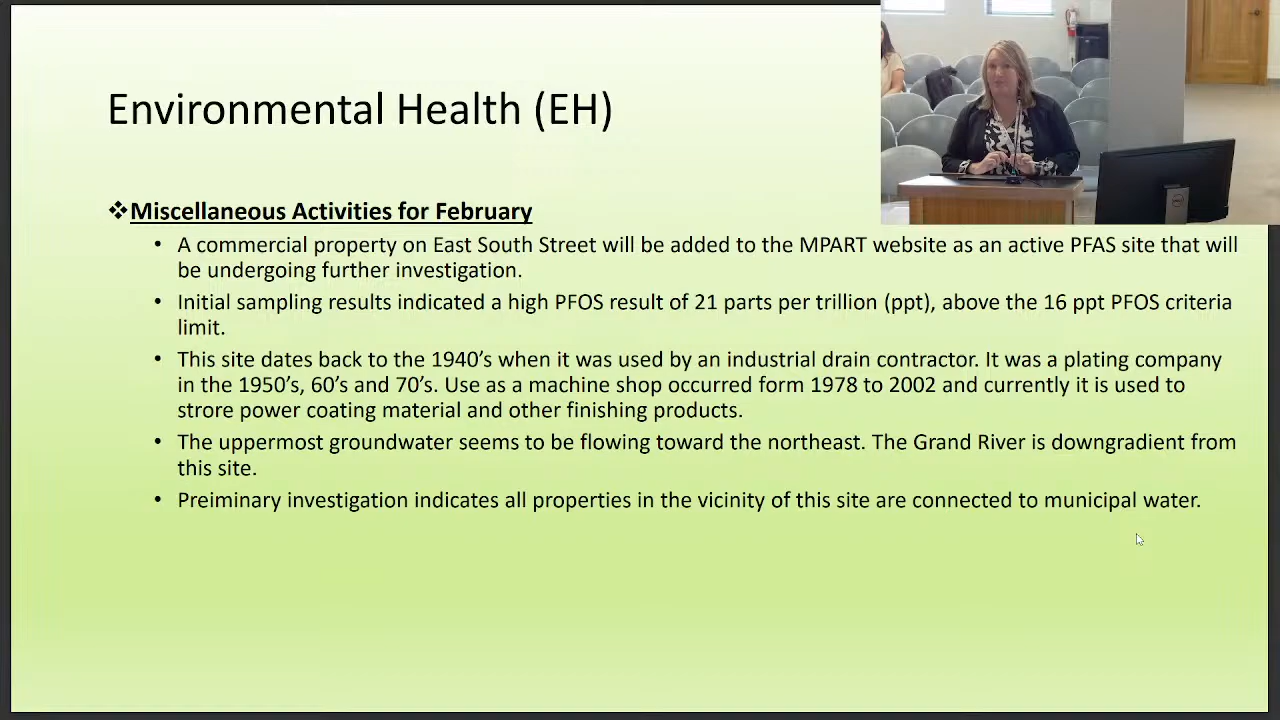 Environmental Health (EH)
❖Miscellaneous Activities for February
• A commercial property on East South Street will be added to the MPART website as an active PFAS site that will
be undergoing further investigation.
• Initial sampling results indicated a high PFOS result of 21 parts per trillion (ppt), above the 16 ppt PFOS criteria
limit.
• This site dates back to the 1940’s when it was used by an industrial drain contractor. It was a plating company
in the 1950’s, 60’s and 70’s. Use as a machine shop occurred form 1978 to 2002 and currently it is used to
strore power coating material and other finishing products.
• The uppermost groundwater seems to be flowing toward the northeast. The Grand River is downgradient from
this site.
• Preiminary investigation indicates all properties in the vicinity of this site are connected to municipal water.